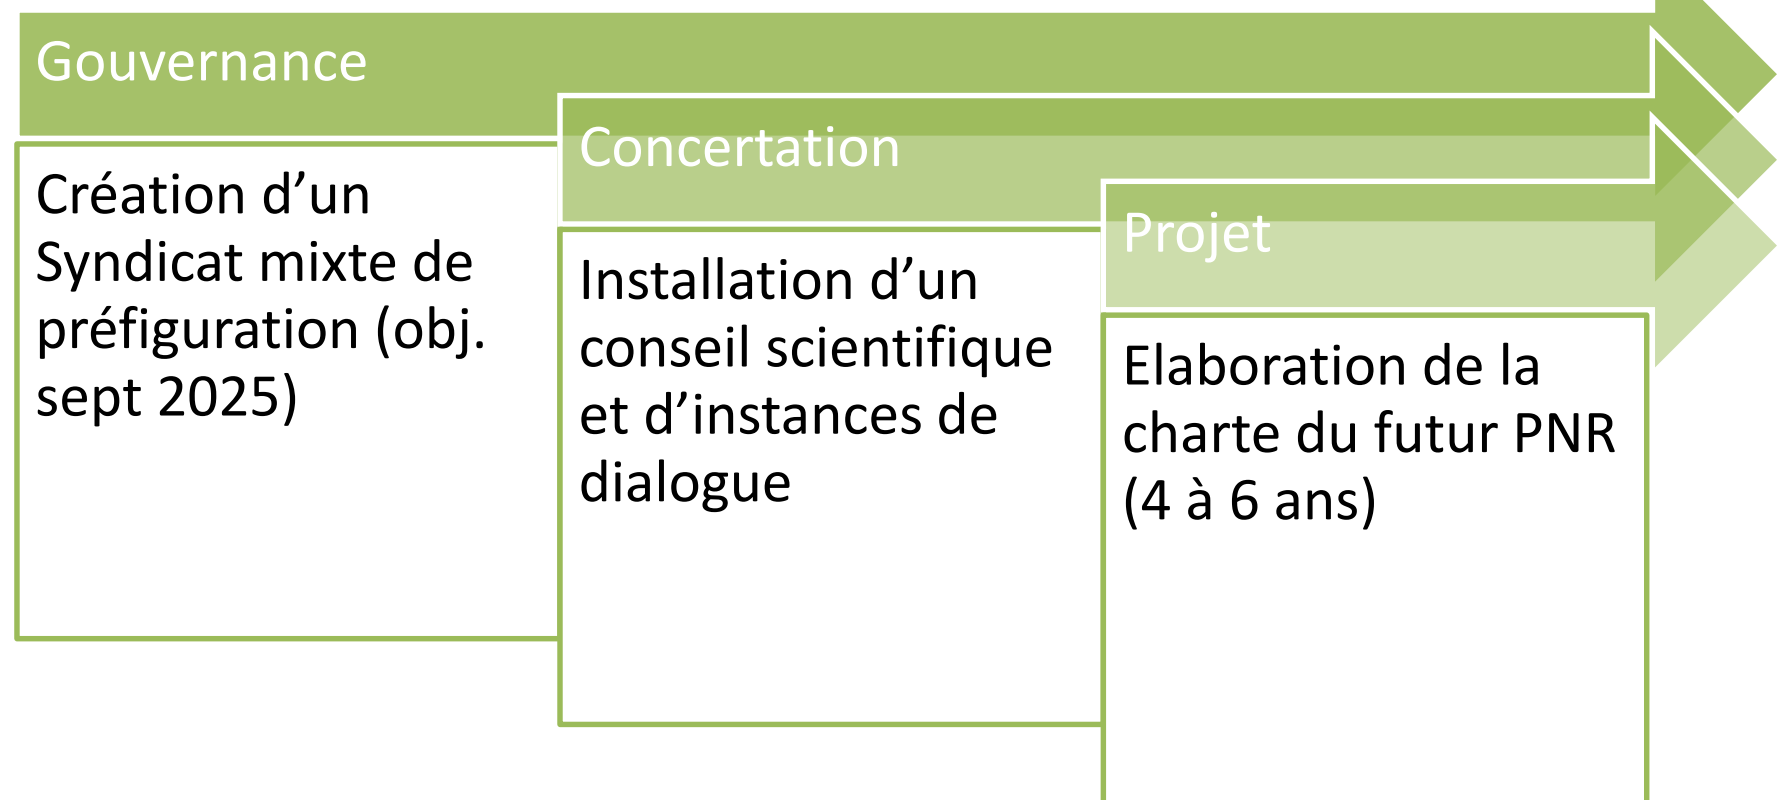 Gouvernance
Création d’un
Syndicat mixte de
préfiguration (obj.
sept 2025)
Concertation
Installation d’un
conseil scientifique
et d’instances de
dialogue
Projet
Elaboration de la
charte du futur PNR
(4 à 6 ans)